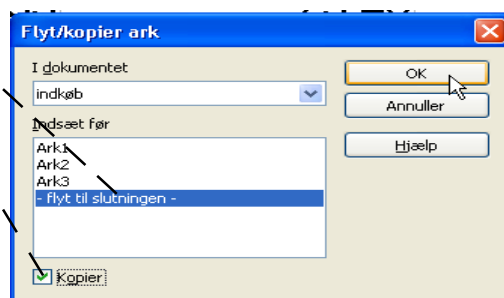 Flyt/kopier ark
I dokumentet
indkøb
Indsæt før
Ark1
Ark2
Ark3
- flyt til slutningen -
Kopier
OK
Annuller
Hjælp